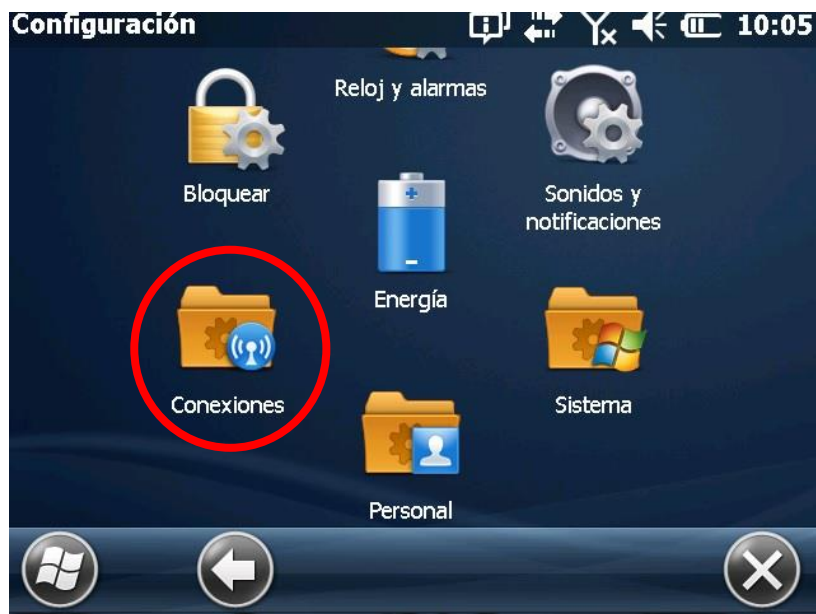 Configuración
10:05
Reloj y alarmas
Bloquear
Sonidos y
notificaciones
Energía
Conexiones
Sistema
Personal